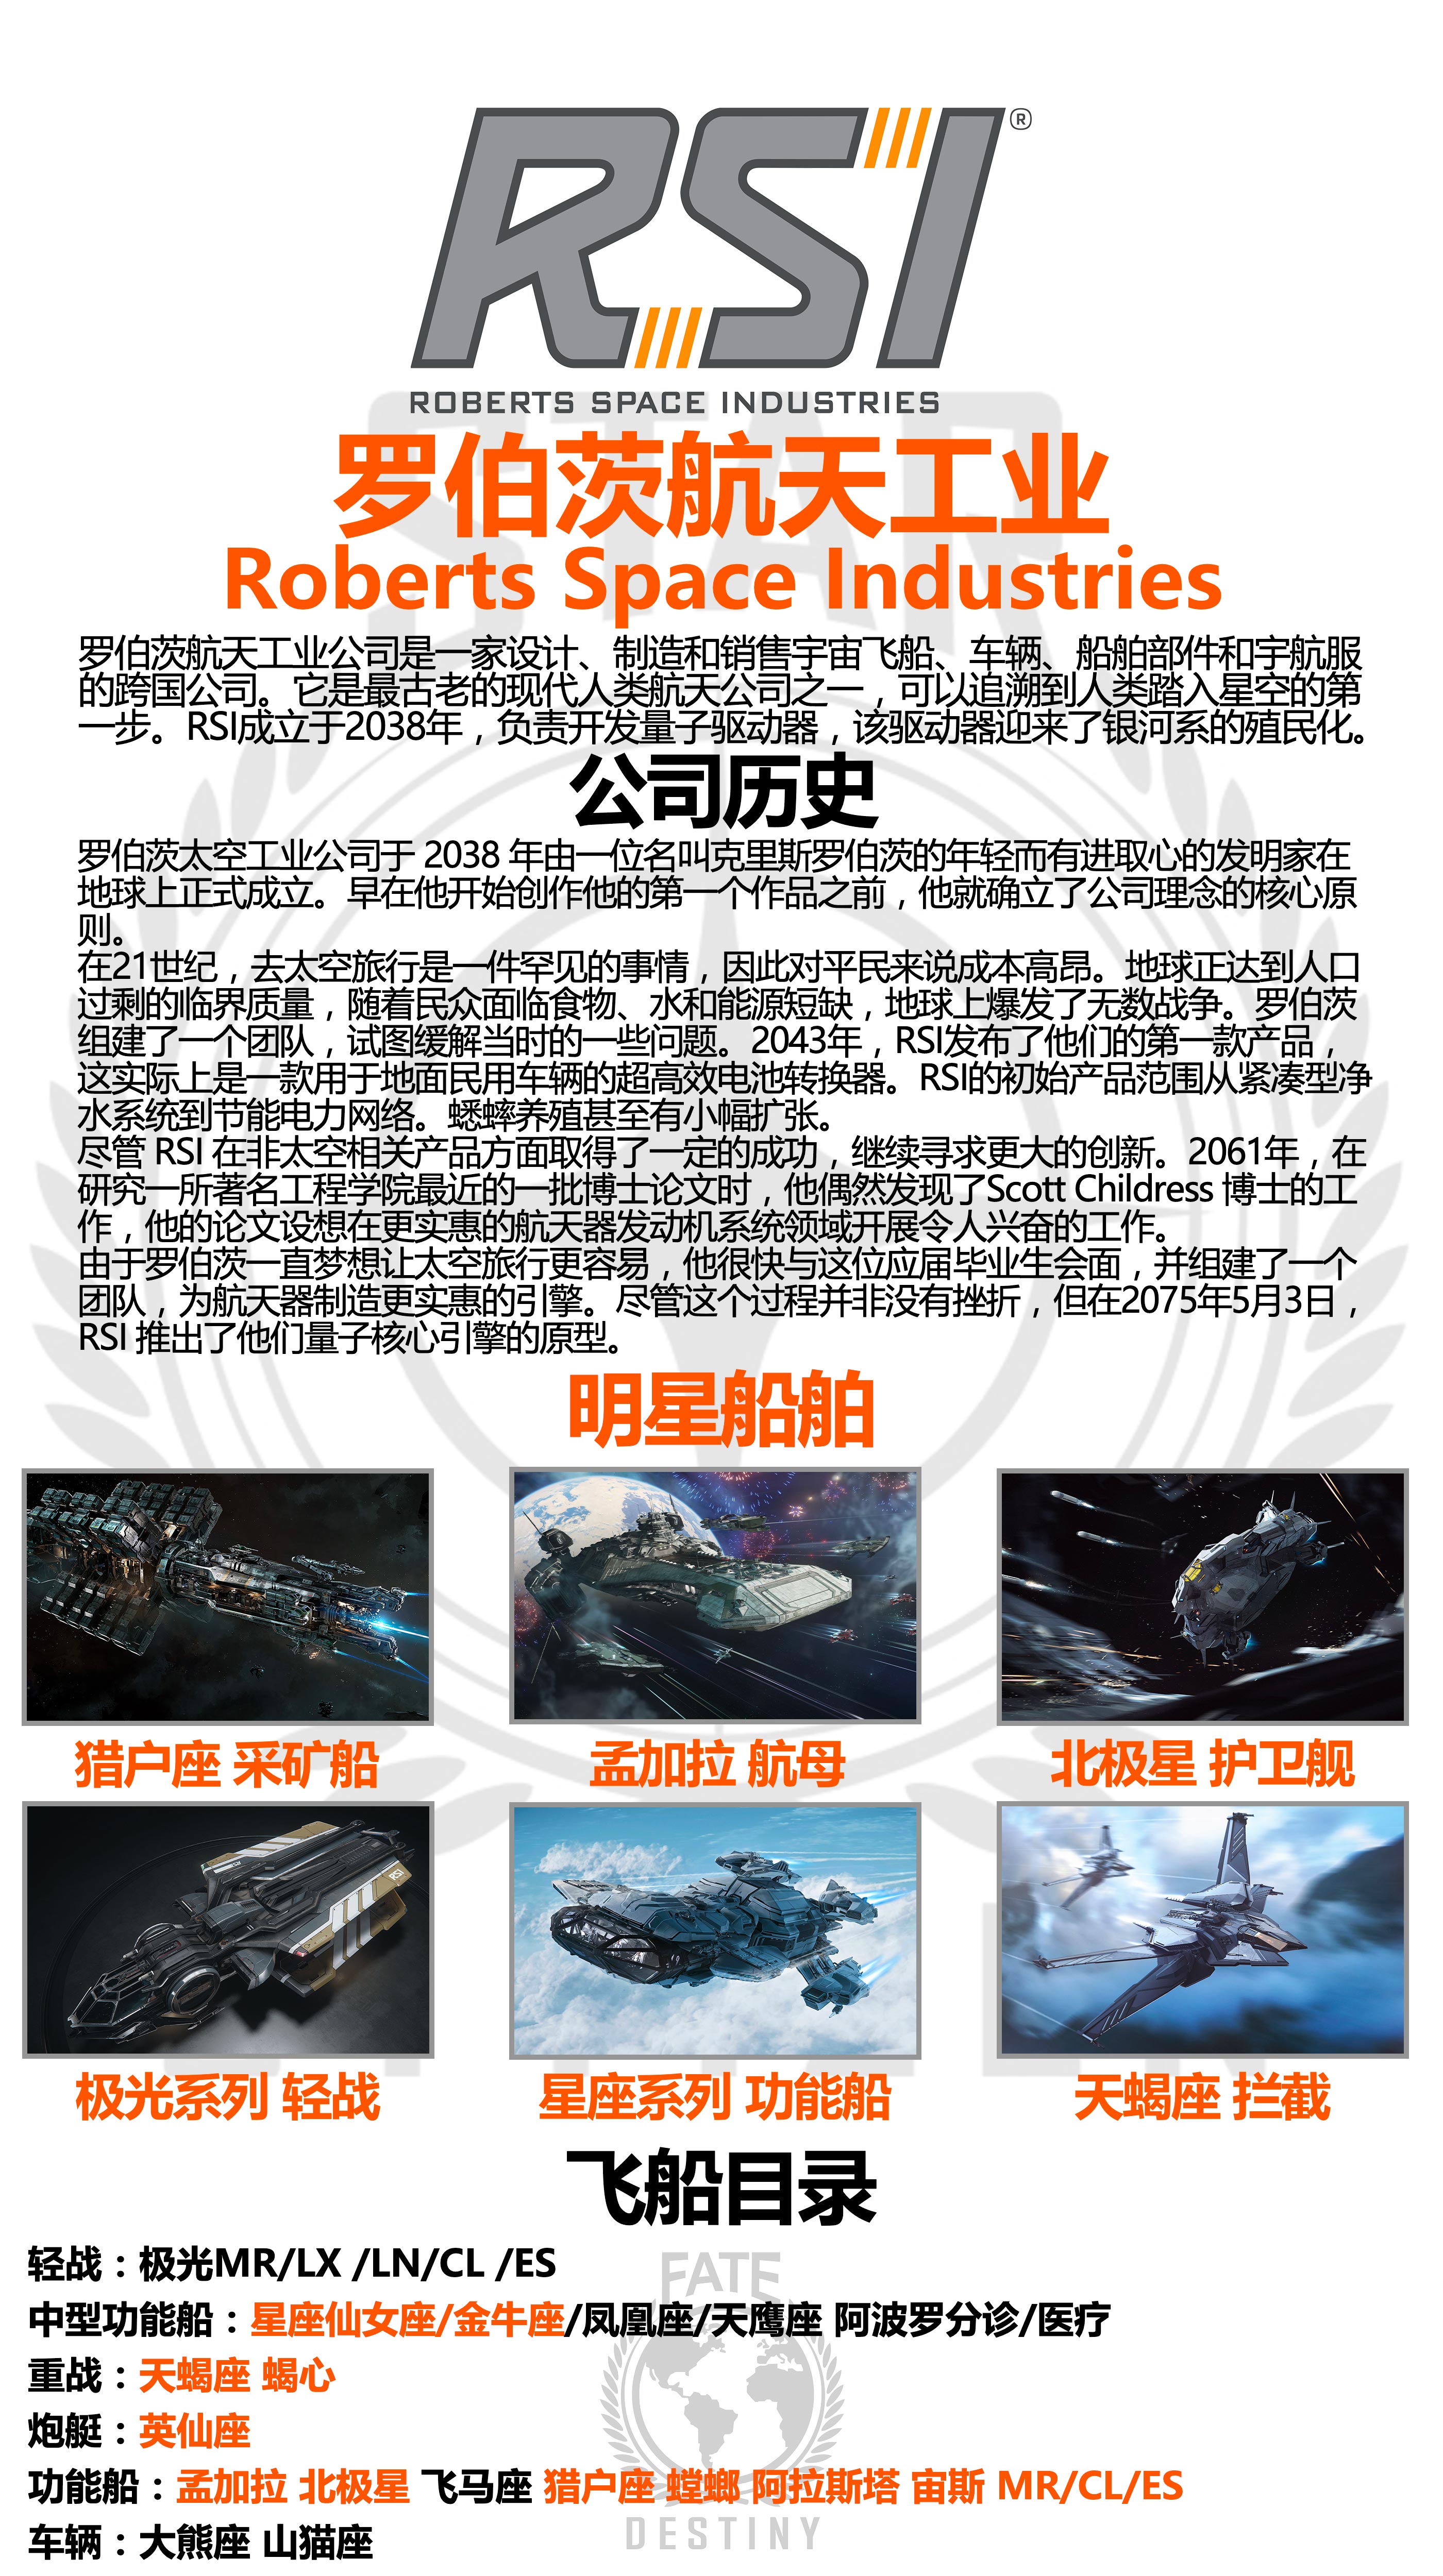 RSI®
ROBERTS SPACE INDUSTRIES
罗伯茨航天工业
Roberts Space Industries
罗伯茨航天工业公司是一家设计、制造和销售宇宙飞船、车辆、船舶部件和宇航服
的跨国公司。它是最古老的现代人类航天公司之一，可以追溯到人类踏入星空的第
一步。RSI成立于2038年，负责开发量子驱动器，该驱动器迎来了银河系的殖民化。
公司历史
罗伯茨太空工业公司于 2038 年由一位名叫克里斯罗伯茨的年轻而有进取心的发明家在
地球上正式成立。早在他开始创作他的第一个作品之前，他就确立了公司理念的核心原
则。
在21世纪，去太空旅行是一件罕见的事情，因此对平民来说成本高昂。地球正达到人口
过剩的临界质量，随着民众面临食物、水和能源短缺，地球上爆发了无数战争。罗伯茨
组建了一个团队，试图缓解当时的一些问题。2043年，RSI发布了他们的第一款产品，
这实际上是一款用于地面民用车辆的超高效电池转换器。RSI的初始产品范围从紧凑型净
水系统到节能电力网络。蟋蟀养殖甚至有小幅扩张。
尽管 RSI 在非太空相关产品方面取得了一定的成功，继续寻求更大的创新。2061年，在
研究一所著名工程学院最近的一批博士论文时，他偶然发现了Scott Childress 博士的工
作，他的论文设想在更实惠的航天器发动机系统领域开展令人兴奋的工作。
由于罗伯茨一直梦想让太空旅行更容易，他很快与这位应届毕业生会面，并组建了一个
团队，为航天器制造更实惠的引擎。尽管这个过程并非没有挫折，但在2075年5月3日，
RSI 推出了他们量子核心引擎的原型。
明星船舶
猎户座 采矿船
孟加拉 航母
北极星 护卫舰
RSI
极光系列 轻战
星座系列 功能船
天蝎座 拦截
飞船目录
轻战：极光MR/LX /LN/CL /ES
中型功能船：星座仙女座/金牛座/凤凰座/天鹰座 阿波罗分诊/医疗
重战：天蝎座 蝎心
炮艇：英仙座
功能船：孟加拉 北极星 飞马座 猎户座 螳螂 阿拉斯塔 宙斯 MR/CL/ES
车辆：大熊座 山猫座
STAR
FATE
DESTINY